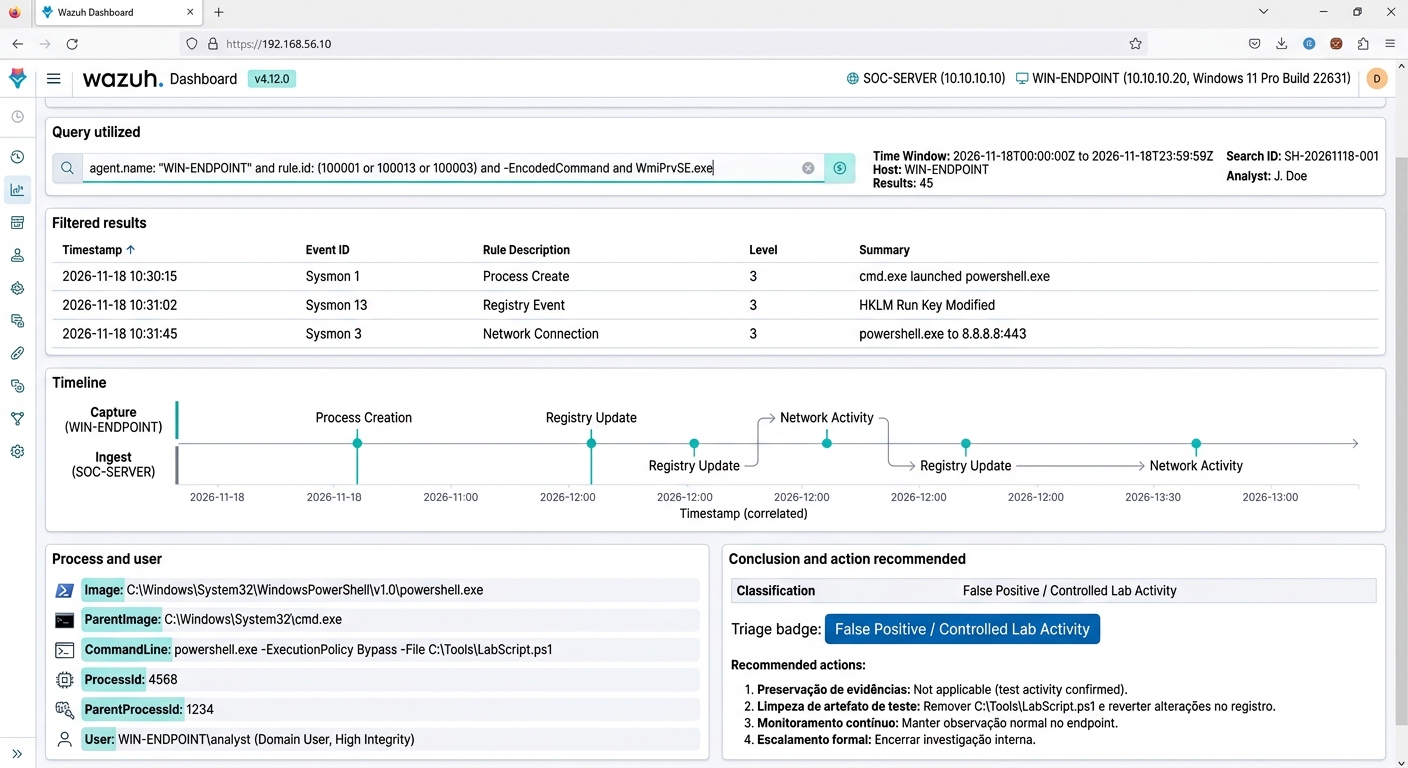 Wazuh Dashboard
https://192.168.56.10
wazuh. Dashboard v4.12.0
SOC-SERVER (10.10.10.10) WIN-ENDPOINT (10.10.10.20, Windows 11 Pro Build 22631) D
Query utilized
agent.name: "WIN-ENDPOINT" and rule.id: (100001 or 100013 or 100003) and -EncodedCommand and WmiPrvSE.exe
Time Window: 2026-11-18T00:00:00Z to 2026-11-18T23:59:59Z
Host: WIN-ENDPOINT
Results: 45
Search ID: SH-20261118-001
Analyst: J. Doe
Filtered results
Timestamp Event ID Rule Description Level Summary
2026-11-18 10:30:15 Sysmon 1 Process Create 3 cmd.exe launched powershell.exe
2026-11-18 10:31:02 Sysmon 13 Registry Event 3 HKLM Run Key Modified
2026-11-18 10:31:45 Sysmon 3 Network Connection 3 powershell.exe to 8.8.8.8:443
Timeline
Capture
(WIN-ENDPOINT)
Process Creation Registry Update Network Activity
Ingest
(SOC-SERVER)
Registry Update Registry Update Network Activity
2026-11-18 2026-11-18 2026-11:00 2026-12:00 2026-12:00 2026-12:00 2026-12:00 2026-12:00 2026-13:30 2026-13:00
Timestamp (correlated)
Process and user
Image: C:\Windows\System32\WindowsPowerShell\v1.0\powershell.exe
ParentImage: C:\Windows\System32\cmd.exe
CommandLine: powershell.exe -ExecutionPolicy Bypass -File C:\Tools\LabScript.ps1
ProcessId: 4568
ParentProcessId: 1234
User: WIN-ENDPOINT\analyst (Domain User, High Integrity)
Conclusion and action recommended
Classification False Positive / Controlled Lab Activity
Triage badge: False Positive / Controlled Lab Activity
Recommended actions:
1. Preservação de evidências: Not applicable (test activity confirmed).
2. Limpeza de artefato de teste: Remover C:\Tools\LabScript.ps1 e reverter alterações no registro.
3. Monitoramento contínuo: Manter observação normal no endpoint.
4. Escalamento formal: Encerrar investigação interna.